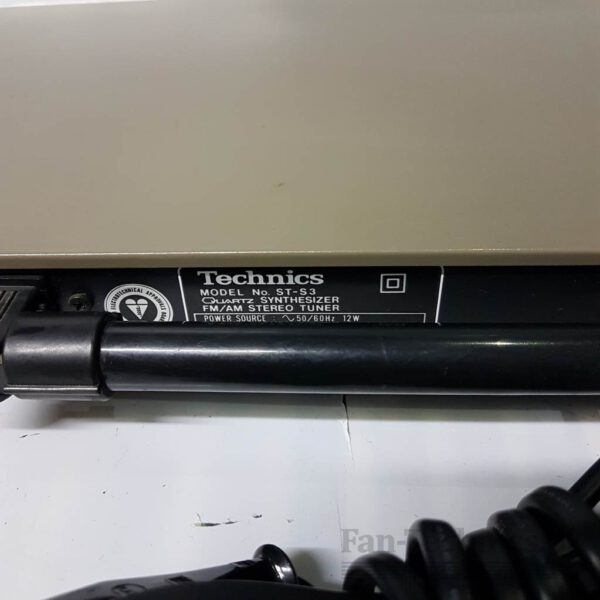 Technics
MODEL No. ST-S3
QUARTZ SYNTHESIZER
FM/AM STEREO TUNER
POWER SOURCE ~50/60Hz 12W